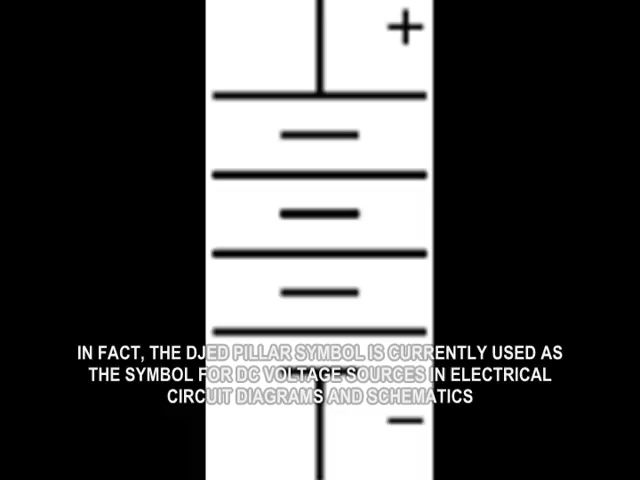 +
IN FACT, THE DJED PILLAR SYMBOL IS CURRENTLY USED AS
THE SYMBOL FOR DC VOLTAGE SOURCES IN ELECTRICAL
CIRCUIT DIAGRAMS AND SCHEMATICS
−